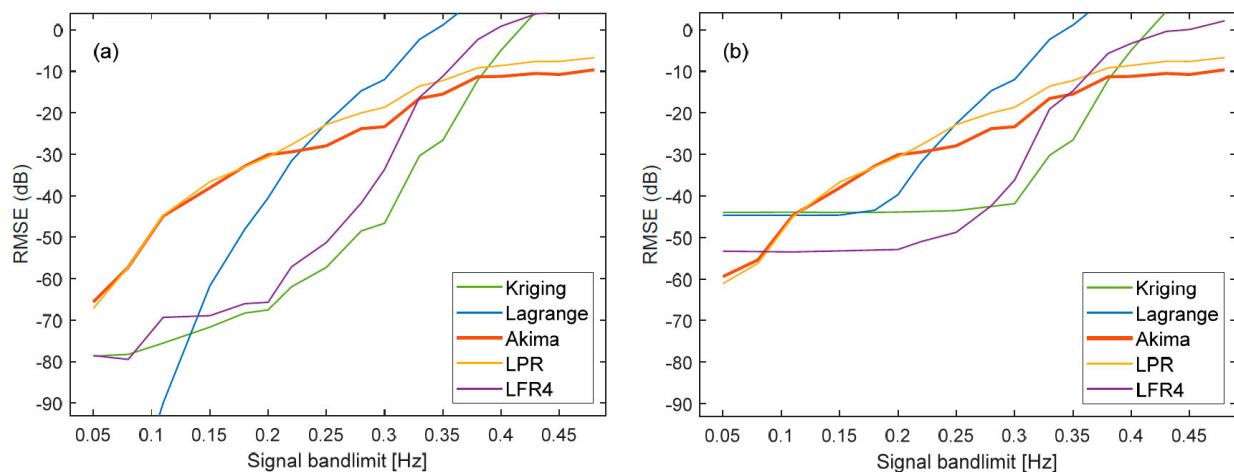 (a)
RMSE (dB)
0
-10
-20
-30
-40
-50
-60
-70
-80
-90
Kriging
Lagrange
Akima
LPR
LFR4
0.05 0.1 0.15 0.2 0.25 0.3 0.35 0.4 0.45
Signal bandlimit [Hz]
(b)
RMSE (dB)
0
-10
-20
-30
-40
-50
-60
-70
-80
-90
Kriging
Lagrange
Akima
LPR
LFR4
0.05 0.1 0.15 0.2 0.25 0.3 0.35 0.4 0.45
Signal bandlimit [Hz]